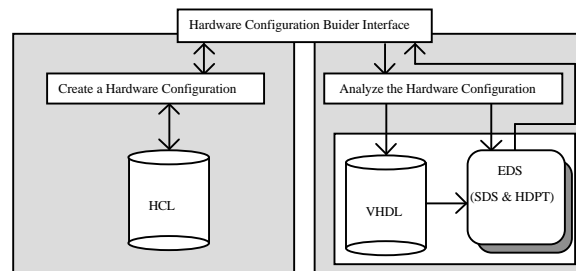 Hardware Configuration Buider Interface
Create a Hardware Configuration
Analyze the Hardware Configuration
HCL
VHDL
EDS
(SDS & HDPT)